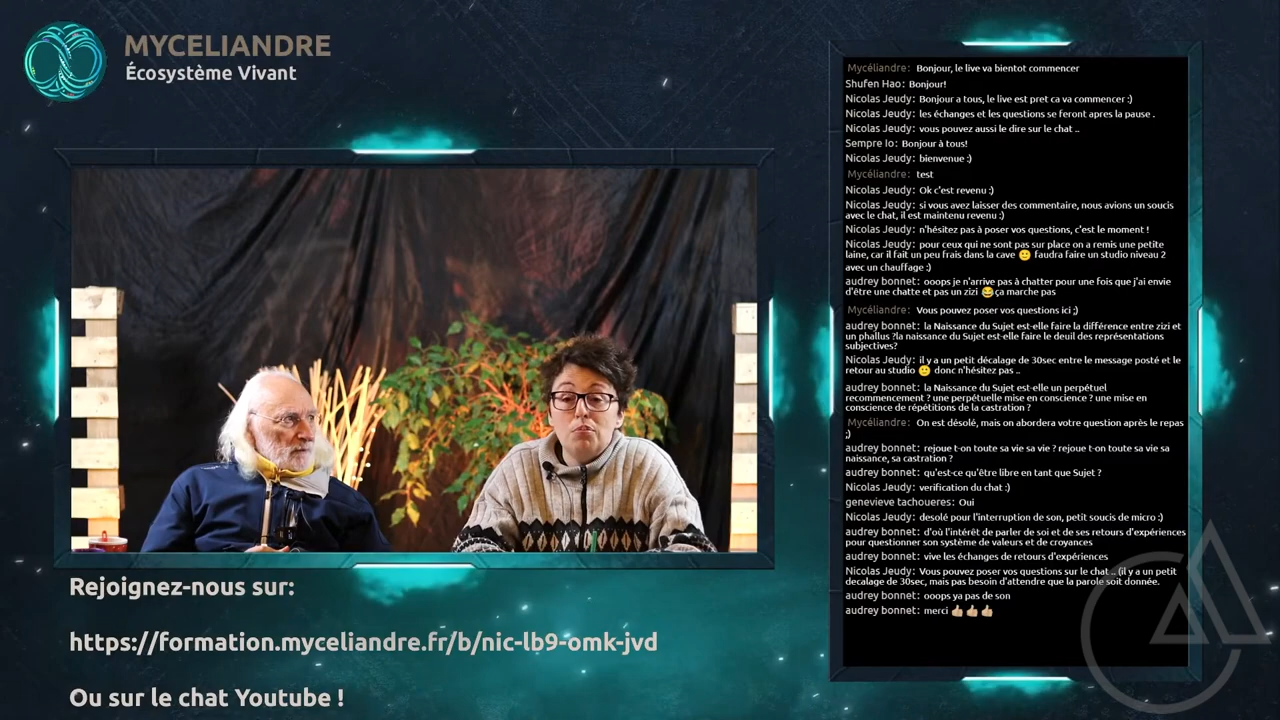 MYCELIANDRE
Écosystème Vivant
Mycéliandre: Bonjour, le live va bientot commencer
Shufen Hao: Bonjour!
Nicolas Jeudy: Bonjour a tous, le live est pret ca va commencer :)
Nicolas Jeudy: les échanges et les questions se feront apres la pause .
Nicolas Jeudy: vous pouvez aussi le dire sur le chat ..
Sempre Io: Bonjour à tous!
Nicolas Jeudy: bienvenue :)
Mycéliandre: test
Nicolas Jeudy: Ok c'est revenu :)
Nicolas Jeudy: si vous avez laisser des commentaire, nous avions un soucis
avec le chat, il est maintenu revenu :)
Nicolas Jeudy: n'hésitez pas à poser vos questions, c'est le moment !
Nicolas Jeudy: pour ceux qui ne sont pas sur place on a remis une petite
laine, car il fait un peu frais dans la cave 🙂 faudra faire un studio niveau 2
avec un chauffage :)
audrey bonnet: ooops je n'arrive pas à chatter pour une fois que j'ai envie
d'être une chatte et pas un zizi 😂ça marche pas
Mycéliandre: Vous pouvez poser vos questions ici ;)
audrey bonnet: la Naissance du Sujet est-elle faire la différence entre zizi et
un phallus ?la naissance du Sujet est-elle faire le deuil des représentations
subjectives?
Nicolas Jeudy: il y a un petit décalage de 30sec entre le message posté et le
retour au studio 🙂 donc n'hésitez pas ..
audrey bonnet: la Naissance du Sujet est-elle un perpétuel
recommencement ? une perpétuelle mise en conscience ? une mise en
conscience de répétitions de la castration ?
Mycéliandre: On est désolé, mais on abordera votre question après le repas
;)
audrey bonnet: rejoue t-on toute sa vie sa vie ? rejoue t-on toute sa vie sa
naissance, sa castration ?
audrey bonnet: qu'est-ce qu'être libre en tant que Sujet ?
Nicolas Jeudy: verification du chat :)
genevieve tachoueres: Oui
Nicolas Jeudy: desolé pour l'interruption de son, petit soucis de micro :)
audrey bonnet: d'où l'intérêt de parler de soi et de ses retours d'expériences
pour questionner son système de valeurs et de croyances
audrey bonnet: vive les échanges de retours d'expériences
Nicolas Jeudy: Vous pouvez poser vos questions sur le chat .. (il y a un petit
decalage de 30sec, mais pas besoin d'attendre que la parole soit donnée.
audrey bonnet: ooops ya pas de son
audrey bonnet: merci 👍🏼👍🏼👍🏼
Rejoignez-nous sur:
https://formation.myceliandre.fr/b/nic-lb9-omk-jvd
Ou sur le chat Youtube !